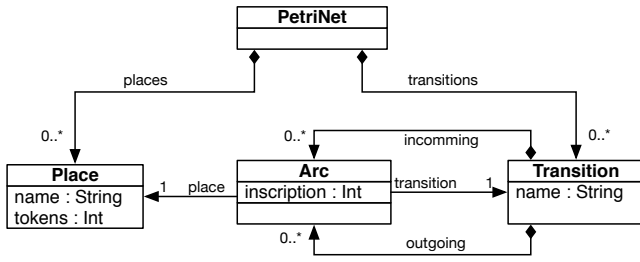 PetriNet
places
transitions
0..*
0..*
0..*
incomming
Place
name : String
tokens : Int
1
place
Arc
inscription : Int
transition
1
Transition
name : String
0..*
outgoing